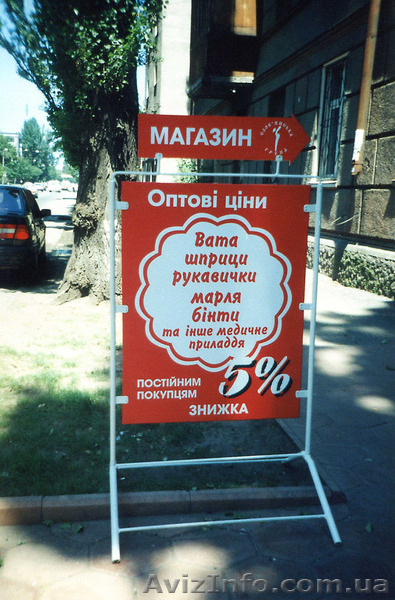 МАГАЗИН
Оптові ціни
Вата
шприци
рукавички
марля
бінти
та інше медичне
приладдя
ПОСТІЙНИМ
ПОКУПЦЯМ
5%
ЗНИЖКА
AvizInfo.com.ua